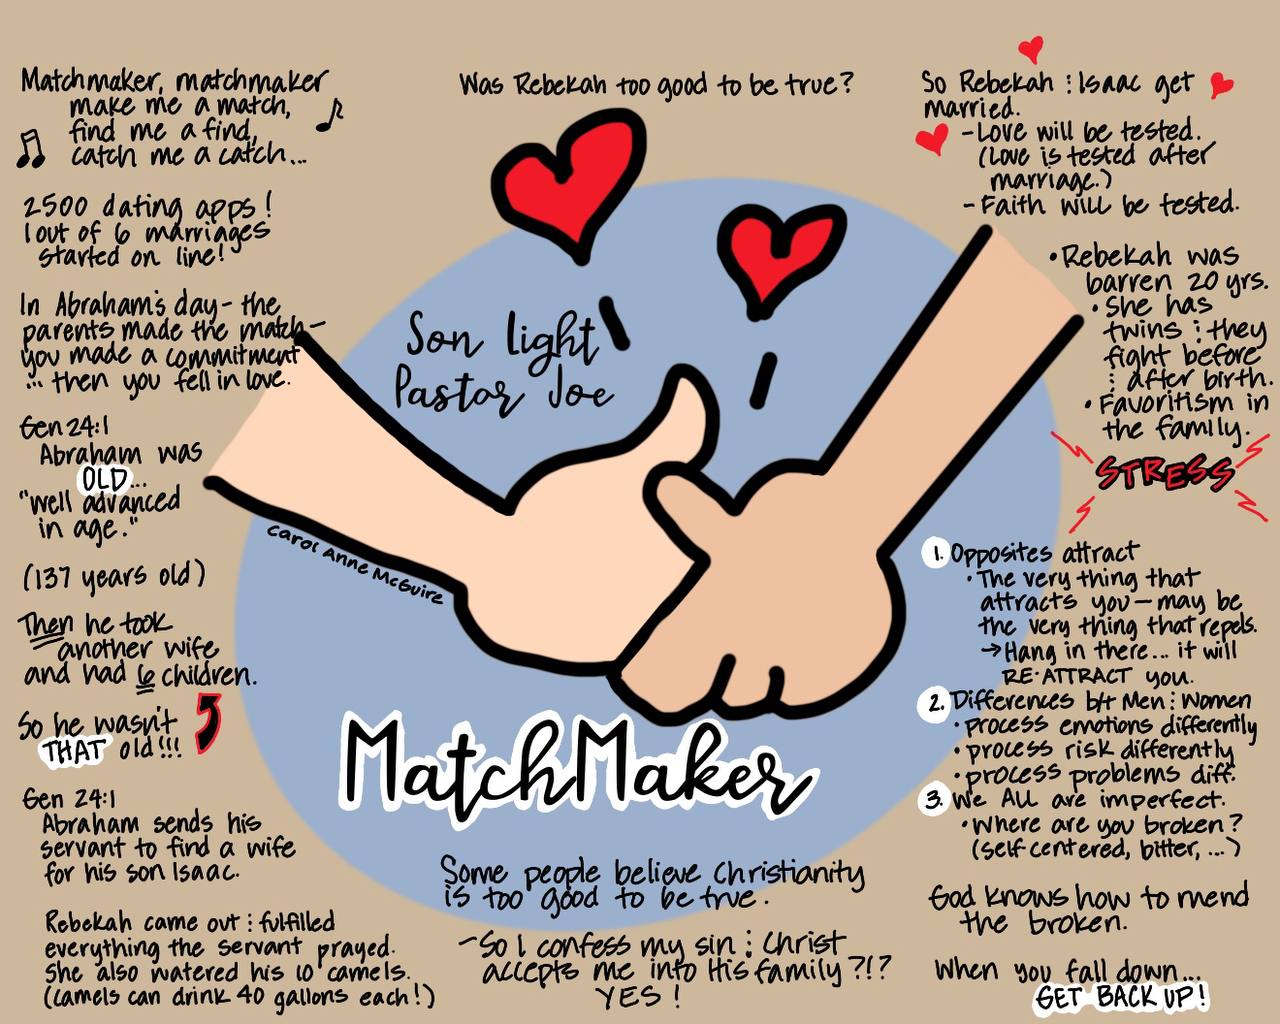 Matchmaker, matchmaker
make me a match,
find me a find,
catch me a catch...
2500 dating apps!
1 out of 6 marriages
started on line!
In Abraham's day - the
parents made the match -
you made a commitment
... then you fell in love.
Gen 24:1
Abraham was
OLD...
"well advanced
in age."
(137 years old)
Then he took
another wife
and had 6 children.
So he wasn't
THAT old!!!
Gen 24:1
Abraham sends his
servant to find a wife
for his son Isaac.
Rebekah came out : fulfilled
everything the servant prayed.
She also watered his 10 camels.
(camels can drink 40 gallons each!)
Was Rebekah too good to be true?
Son Light
Pastor Joe
Carol Anne McGuire
MatchMaker
Some people believe Christianity
is too good to be true.
- So I confess my sin : Christ
accepts me into His family?!?
YES!
So Rebekah : Isaac get
married.
- Love will be tested.
(Love is tested after
marriage.)
- Faith will be tested.
• Rebekah was
barren 20 yrs.
• She has
twins : they
fight before
: after birth.
• Favoritism in
the family.
STRESS
1. Opposites attract
• The very thing that
attracts you - may be
the very thing that repels.
→ Hang in there... it will
RE-ATTRACT you.
2. Differences b/t Men : Women
• process emotions differently
• process risk differently
• process problems diff.
3. We All are imperfect.
• Where are you broken?
(self centered, bitter, ...)
God knows how to mend
the broken.
When you fall down...
GET BACK UP!